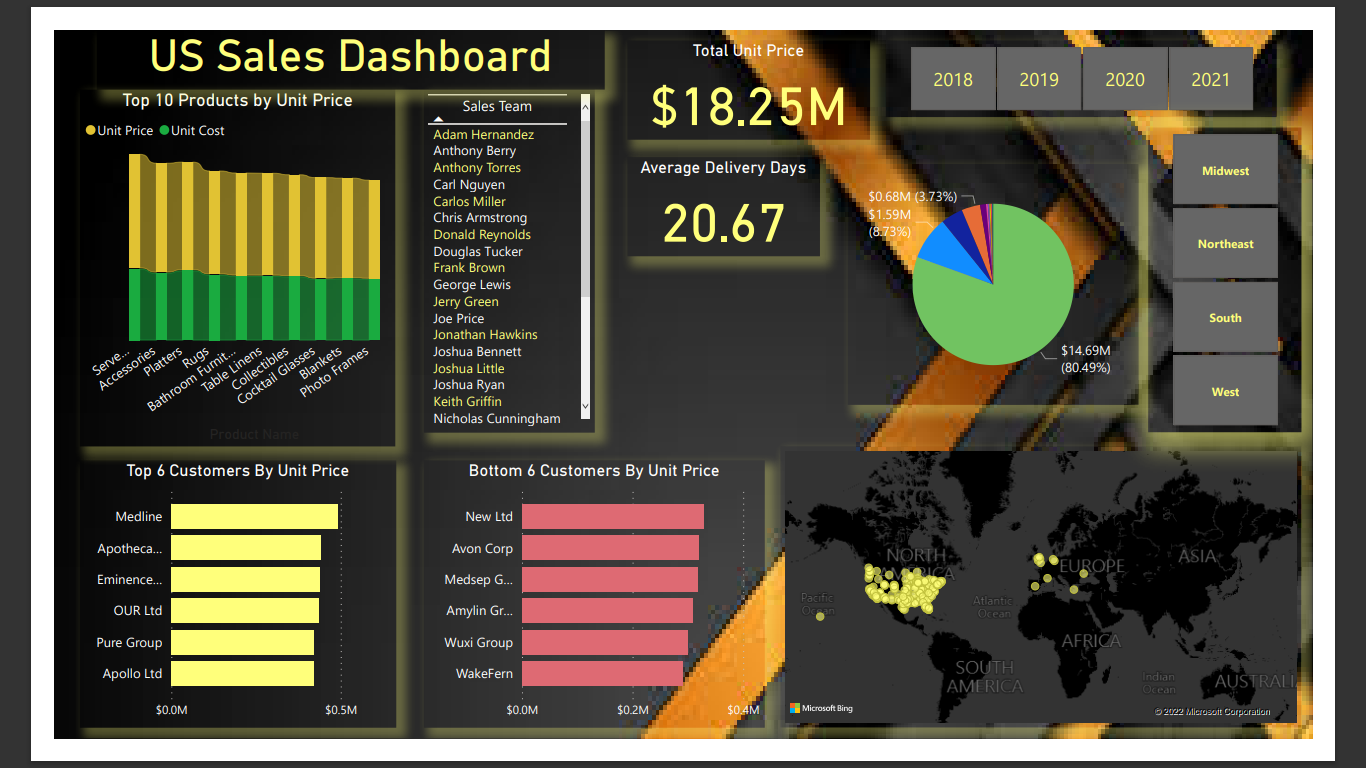 US Sales Dashboard
Top 10 Products by Unit Price
Unit Price
Unit Cost
Serve...
Accessories
Platters
Rugs
Bathroom Furnit...
Table Linens
Collectibles
Cocktail Glasses
Blankets
Photo Frames
Product Name
Sales Team
Adam Hernandez
Anthony Berry
Anthony Torres
Carl Nguyen
Carlos Miller
Chris Armstrong
Donald Reynolds
Douglas Tucker
Frank Brown
George Lewis
Jerry Green
Joe Price
Jonathan Hawkins
Joshua Bennett
Joshua Little
Joshua Ryan
Keith Griffin
Nicholas Cunningham
Total Unit Price
$18.25M
Average Delivery Days
20.67
2018
2019
2020
2021
$0.68M (3.73%)
$1.59M
(8.73%)
$14.69M
(80.49%)
Midwest
Northeast
South
West
Top 6 Customers By Unit Price
Medline
Apotheca...
Eminence...
OUR Ltd
Pure Group
Apollo Ltd
$0.0M
$0.5M
Bottom 6 Customers By Unit Price
New Ltd
Avon Corp
Medsep G...
Amylin Gr...
Wuxi Group
WakeFern
$0.0M
$0.2M
$0.4M
NORTH
AMERICA
EUROPE
ASIA
Pacific
Ocean
Atlantic
Ocean
AFRICA
SOUTH
AMERICA
Indian
Ocean
AUSTRALI
Microsoft Bing
© 2022 Microsoft Corporation